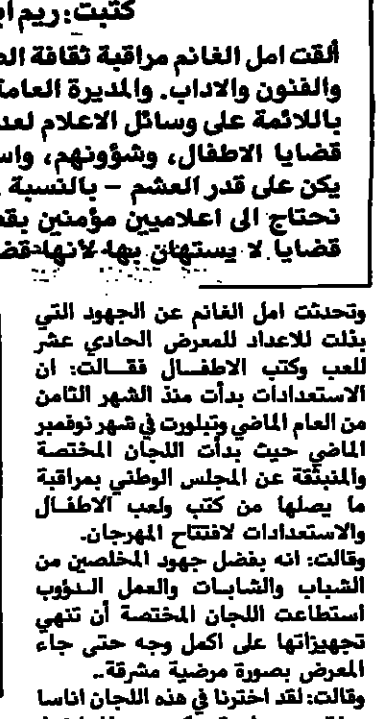 كتبت: ريم
ألقت امل الغانم مراقبة ثقافة
والفنون والاداب. والمديرة العامة
باللائمة على وسائل الاعلام
قضايا الاطفال، وشؤونهم،
يكن على قدر العشم – بالنسبة
نحتاج الى اعلاميين مؤمنين
قضايا لا يستهان بها لأنها
وتحدثت امل الغانم عن الجهود التي
بذلت للاعداد للمعرض الحادي عشر
للعب وكتب الاطفال فقالت: ان
الاستعدادات بدأت منذ الشهر الثامن
من العام الماضي وتبلورت في شهر نوفمبر
الماضي حيث بدأت اللجان المختصة
والمنبثقة عن المجلس الوطني بمراقبة
ما يصلها من كتب ولعب الاطفال
والاستعدادات لافتتاح المهرجان.
وقالت: انه بفضل جهود المخلصين من
الشباب والشابات والعمل الدؤوب
استطاعت اللجان المختصة أن تنهي
تجهيزاتها على اكمل وجه حتى جاء
المعرض بصورة مرضية مشرقة..
وقالت: لقد اخترنا في هذه اللجان اناسا